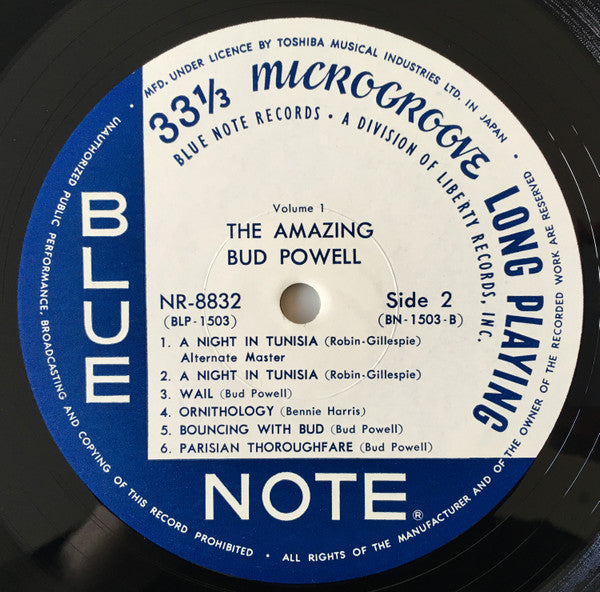 MFD. UNDER LICENCE BY TOSHIBA MUSICAL INDUSTRIES LTD. IN JAPAN •
33⅓ MICROGROOVE LONG PLAYING
BLUE NOTE RECORDS • A DIVISION OF LIBERTY RECORDS, INC.
Volume 1
THE AMAZING
BUD POWELL
NR-8832 Side 2
(BLP-1503) (BN-1503-B)
1. A NIGHT IN TUNISIA (Robin-Gillespie)
Alternate Master
2. A NIGHT IN TUNISIA (Robin-Gillespie)
3. WAIL (Bud Powell)
4. ORNITHOLOGY (Bennie Harris)
5. BOUNCING WITH BUD (Bud Powell)
6. PARISIAN THOROUGHFARE (Bud Powell)
BLUE
NOTE®
UNAUTHORIZED PUBLIC PERFORMANCE, BROADCASTING AND COPYING OF THIS RECORD PROHIBITED • ALL RIGHTS OF THE MANUFACTURER AND OF THE OWNER OF THE RECORDED WORK ARE RESERVED